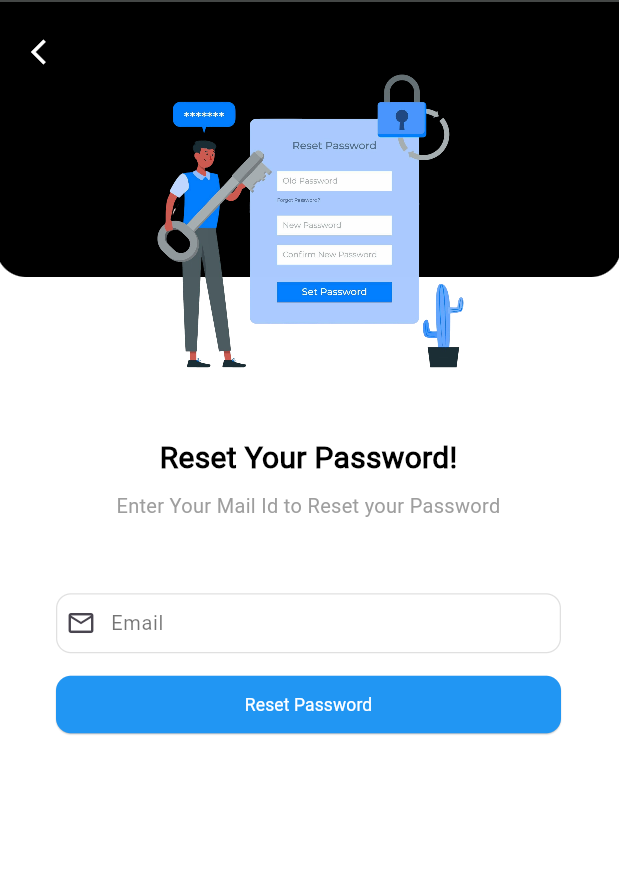 *******
Reset Password
Old Password
Forgot Password?
New Password
Confirm New Password
Set Password
Reset Your Password!
Enter Your Mail Id to Reset your Password
Email
Reset Password